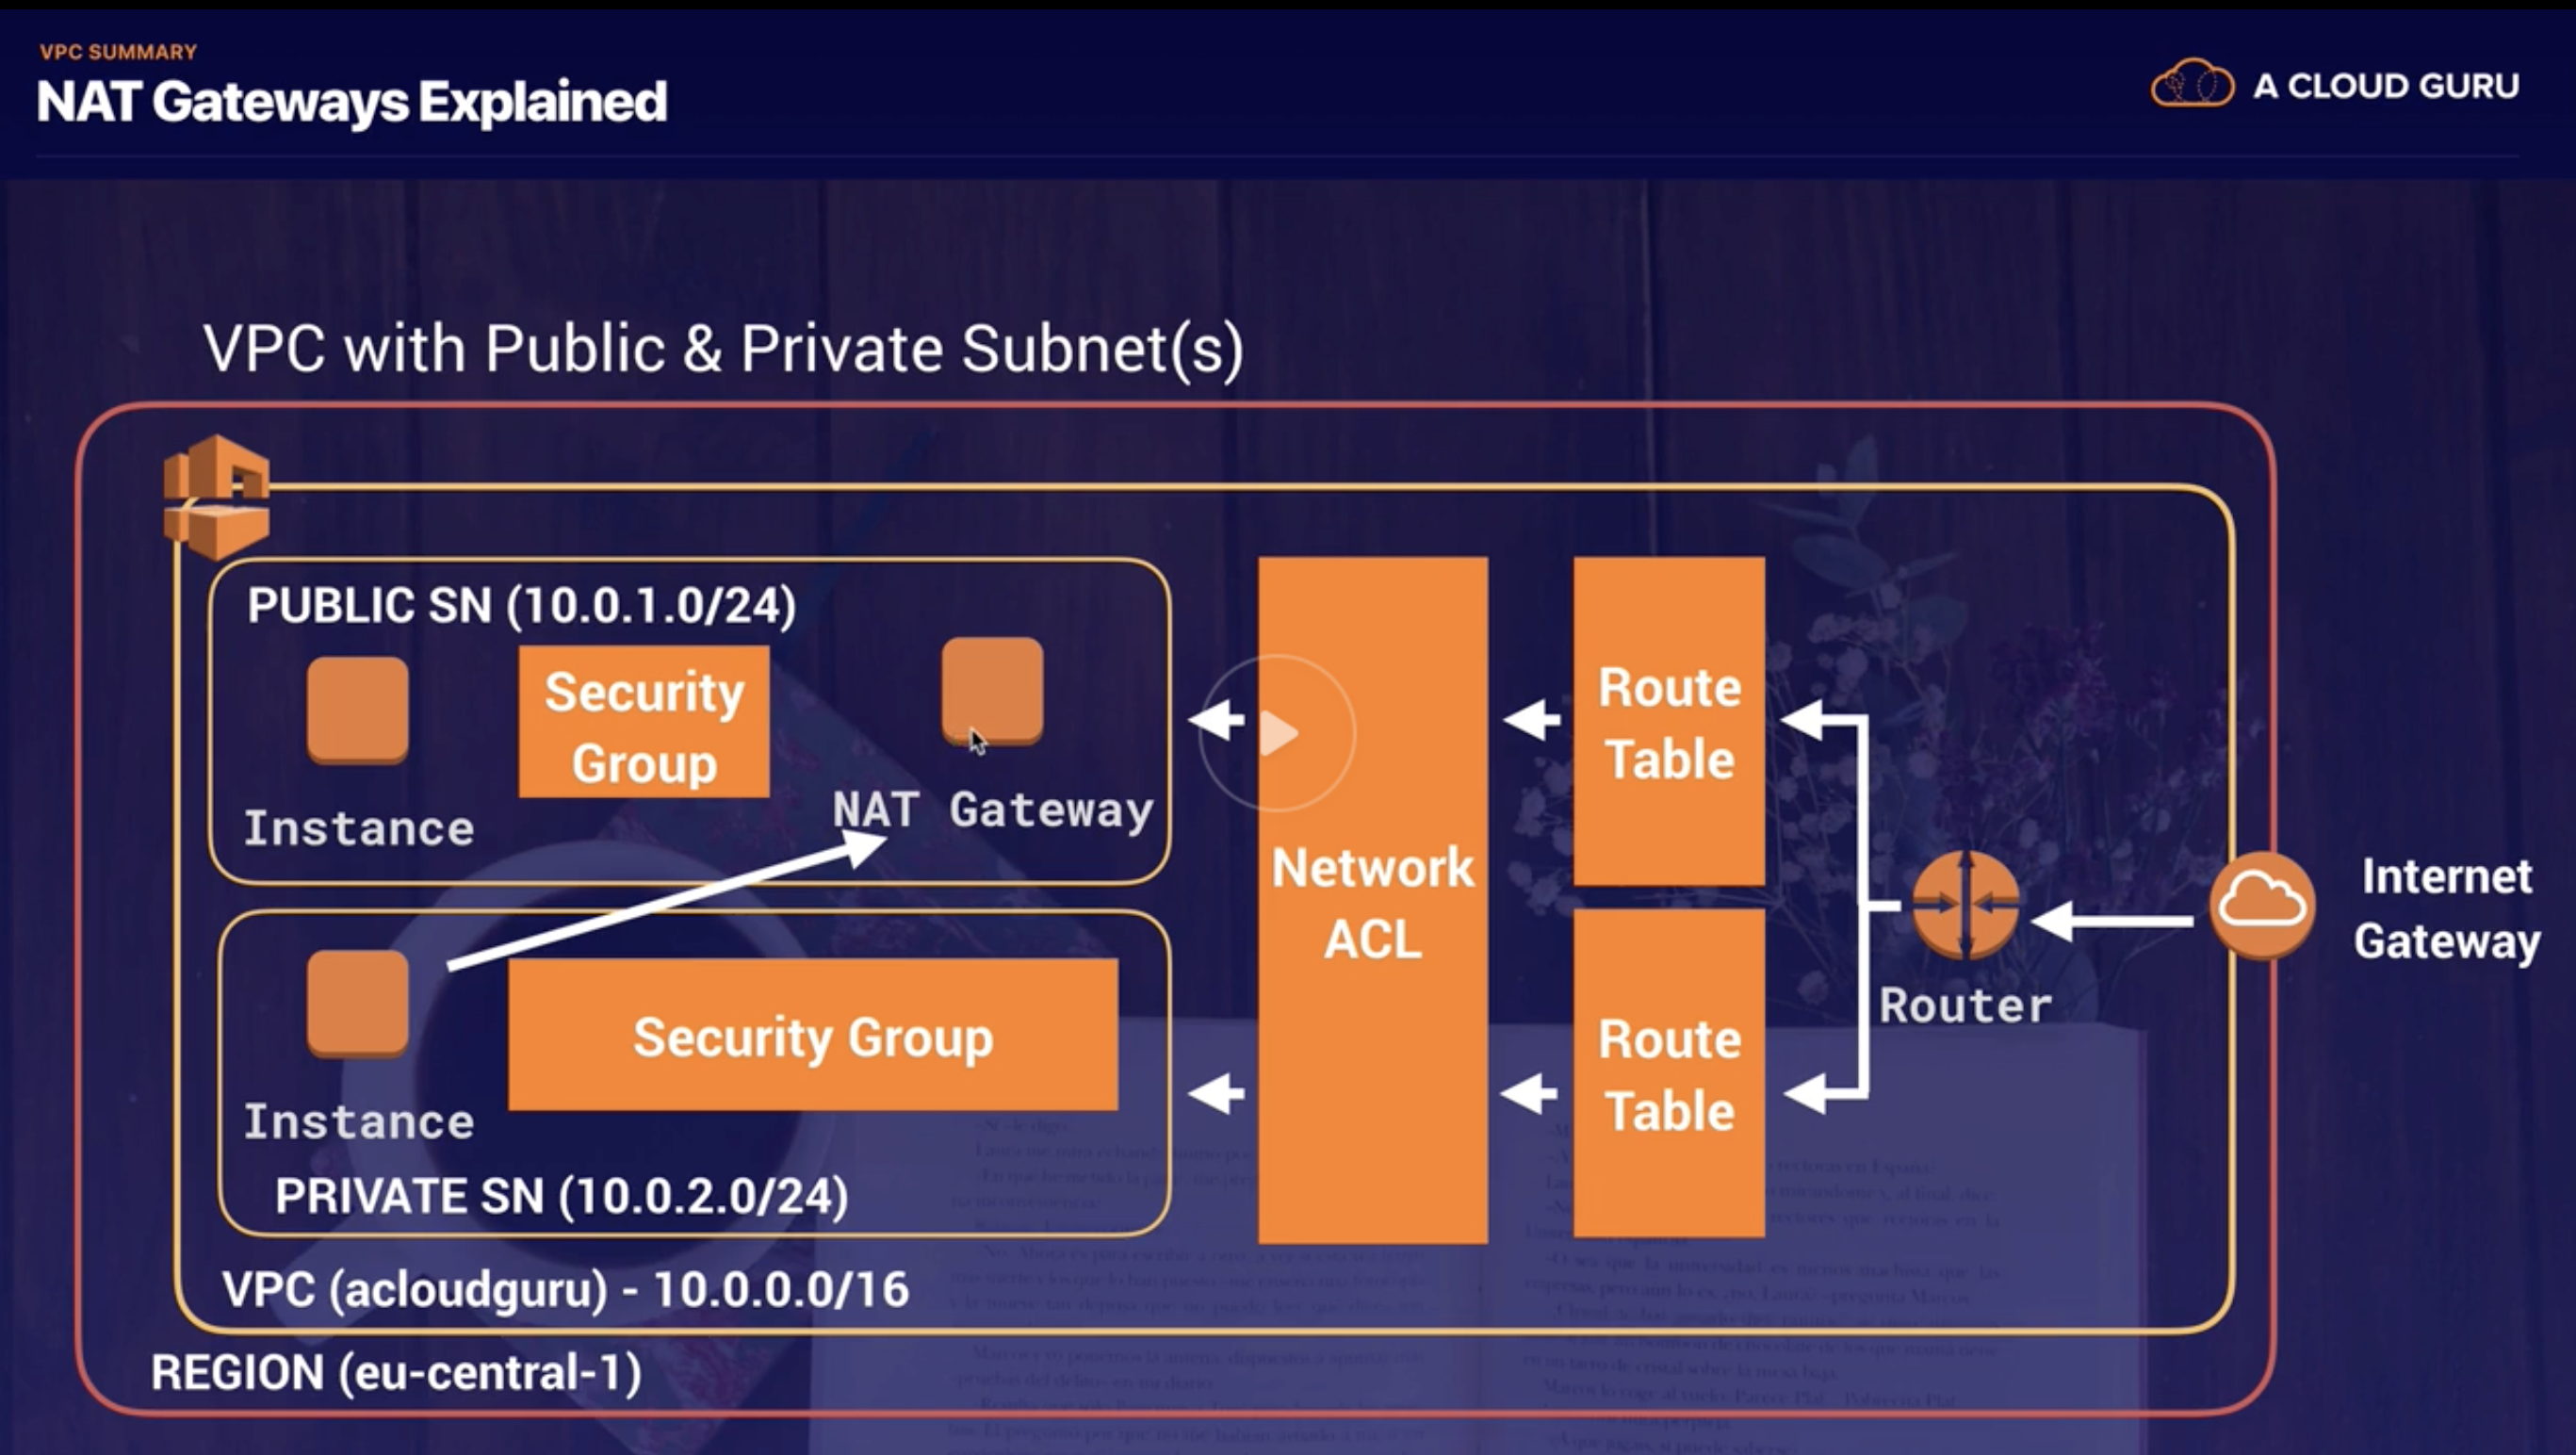 VPC SUMMARY
NAT Gateways Explained
A CLOUD GURU
VPC with Public & Private Subnet(s)
PUBLIC SN (10.0.1.0/24)
Security
Group
Instance
NAT Gateway
Instance
Security Group
PRIVATE SN (10.0.2.0/24)
Network
ACL
Route
Table
Route
Table
Router
Internet
Gateway
VPC (acloudguru) - 10.0.0.0/16
REGION (eu-central-1)